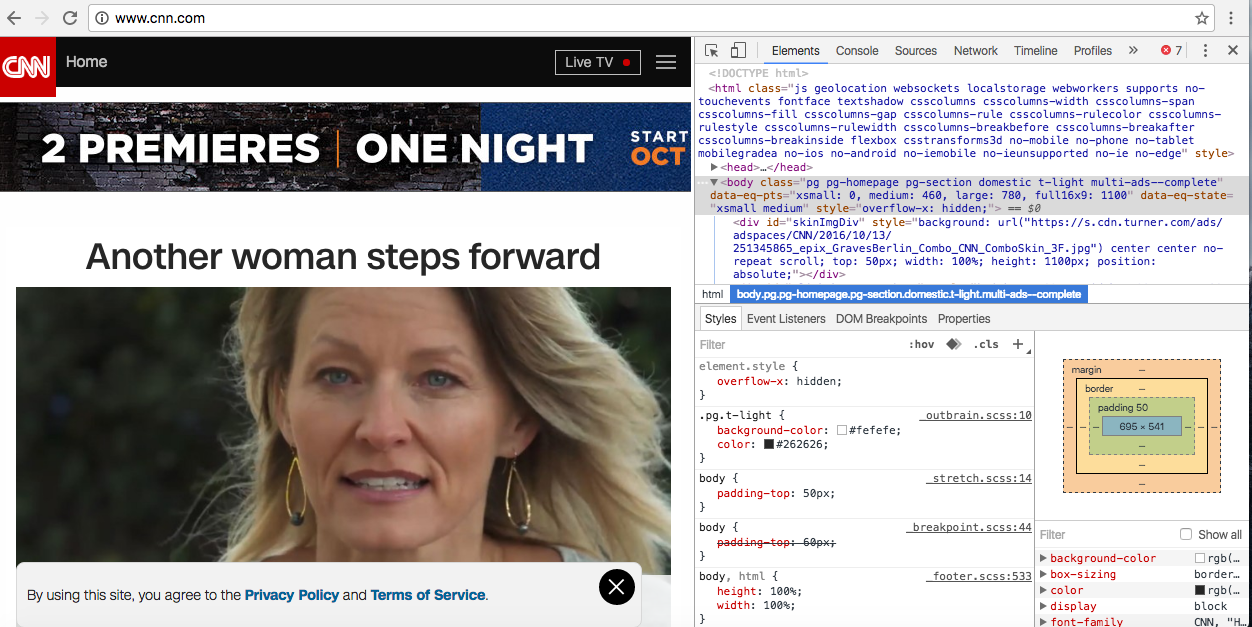 www.cnn.com
CNN
Home
Live TV
2 PREMIERES | ONE NIGHT
START
OCT
Another woman steps forward
By using this site, you agree to the Privacy Policy and Terms of Service.
Elements Console Sources Network Timeline Profiles » 7
<!DOCTYPE html>
<html class="js geolocation websockets localstorage webworkers supports no-
touchevents fontface textshadow csscolumns csscolumns-width csscolumns-span
csscolumns-fill csscolumns-gap csscolumns-rule csscolumns-rulecolor csscolumns-
rulestyle csscolumns-rulewidth csscolumns-breakbefore csscolumns-breakafter
csscolumns-breakinside flexbox csstransforms3d no-mobile no-phone no-tablet
mobilegradea no-ios no-android no-iemobile no-ieunsupported no-ie no-edge" style>
▶<head>…</head>
…▼<body class="pg pg-homepage pg-section domestic t-light multi-ads--complete"
data-eq-pts="xsmall: 0, medium: 460, large: 780, full16x9: 1100" data-eq-state=
"xsmall medium" style="overflow-x: hidden;"> == $0
<div id="skinImgDiv" style="background: url("https://s.cdn.turner.com/ads/
adspaces/CNN/2016/10/13/
251345865_epix_GravesBerlin_Combo_CNN_ComboSkin_3F.jpg") center center no-
repeat scroll; top: 50px; width: 100%; height: 1100px; position:
absolute;"></div>
html body.pg.pg-homepage.pg-section.domestic.t-light.multi-ads--complete
Styles Event Listeners DOM Breakpoints Properties
Filter :hov .cls +
element.style {
overflow-x: hidden;
}
.pg.t-light { _outbrain.scss:10
background-color: #fefefe;
color: #262626;
}
body { _stretch.scss:14
padding-top: 50px;
}
body { _breakpoint.scss:44
padding-top: 60px;
}
body, html { _footer.scss:533
height: 100%;
width: 100%;
}
margin –
border –
padding 50
– – – 695 × 541 – – –
–
–
–
Filter Show all
▶ background-color rgb(…
▶ box-sizing border…
▶ color rgb(…
▶ display block
▶ font-family CNN, "H…